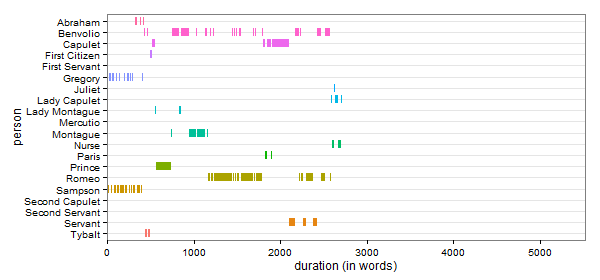 Abraham
Benvolio
Capulet
First Citizen
First Servant
Gregory
Juliet
Lady Capulet
Lady Montague
Mercutio
Montague
Nurse
Paris
Prince
Romeo
Sampson
Second Capulet
Second Servant
Servant
Tybalt
person
0 1000 2000 3000 4000 5000
duration (in words)